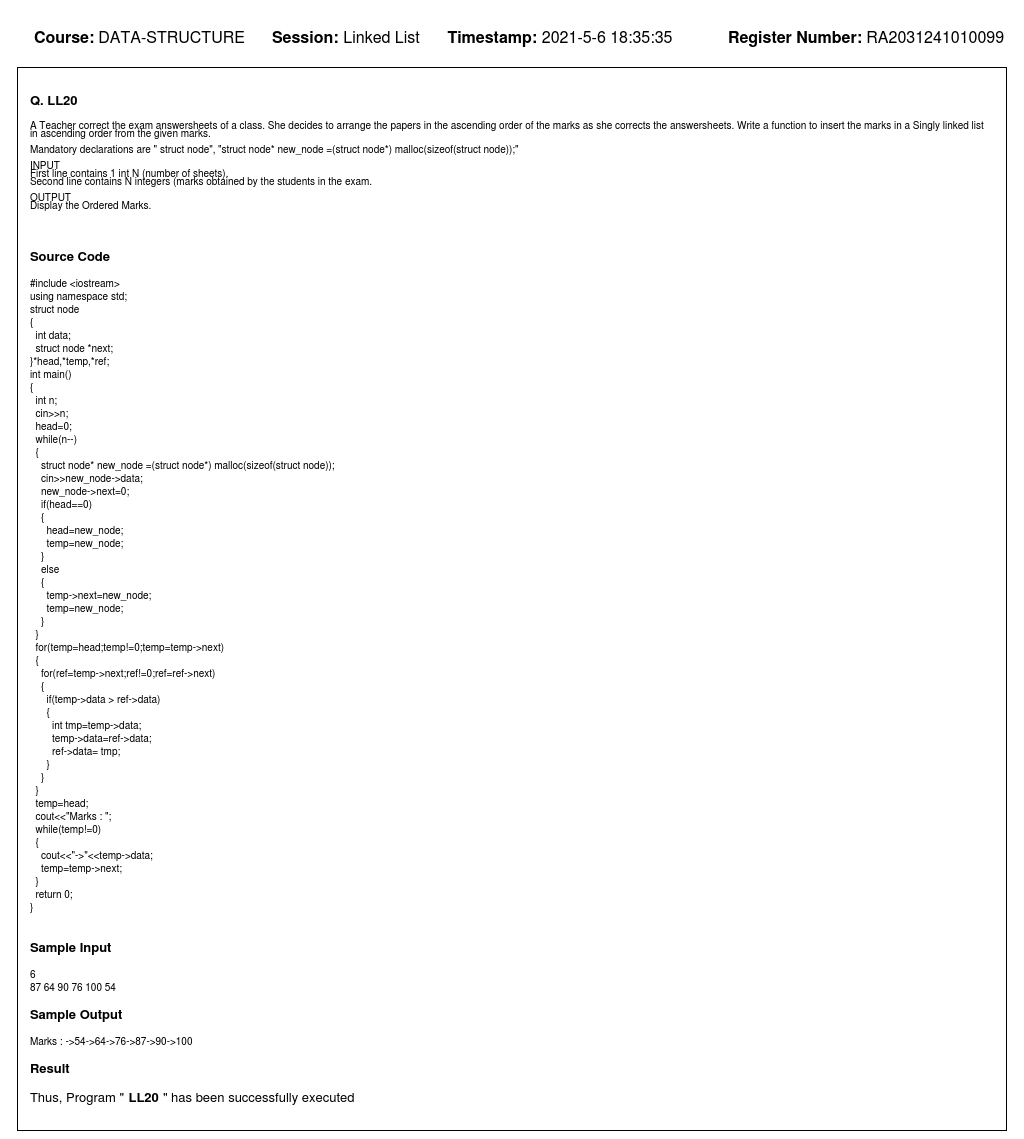 Course: DATA-STRUCTURE Session: Linked List Timestamp: 2021-5-6 18:35:35 Register Number: RA2031241010099
Q. LL20
A Teacher correct the exam answersheets of a class. She decides to arrange the papers in the ascending order of the marks as she corrects the answersheets. Write a function to insert the marks in a Singly linked list
in ascending order from the given marks.
Mandatory declarations are " struct node", "struct node* new_node =(struct node*) malloc(sizeof(struct node));"
INPUT
First line contains 1 int N (number of sheets),
Second line contains N integers (marks obtained by the students in the exam.
OUTPUT
Display the Ordered Marks.
Source Code
#include <iostream>
using namespace std;
struct node
{
  int data;
  struct node *next;
}*head,*temp,*ref;
int main()
{
  int n;
  cin>>n;
  head=0;
  while(n--)
  {
    struct node* new_node =(struct node*) malloc(sizeof(struct node));
    cin>>new_node->data;
    new_node->next=0;
    if(head==0)
    {
      head=new_node;
      temp=new_node;
    }
    else
    {
      temp->next=new_node;
      temp=new_node;
    }
  }
  for(temp=head;temp!=0;temp=temp->next)
  {
    for(ref=temp->next;ref!=0;ref=ref->next)
    {
      if(temp->data > ref->data)
      {
        int tmp=temp->data;
        temp->data=ref->data;
        ref->data= tmp;
      }
    }
  }
  temp=head;
  cout<<"Marks : ";
  while(temp!=0)
  {
    cout<<"->"<<temp->data;
    temp=temp->next;
  }
  return 0;
}
Sample Input
6
87 64 90 76 100 54
Sample Output
Marks : ->54->64->76->87->90->100
Result
Thus, Program " LL20 " has been successfully executed